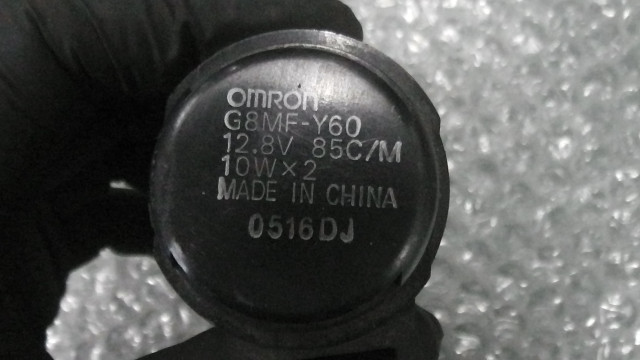 omron
G8MF-Y60
12.8V 85C/M
10W×2
MADE IN CHINA
0516DJ